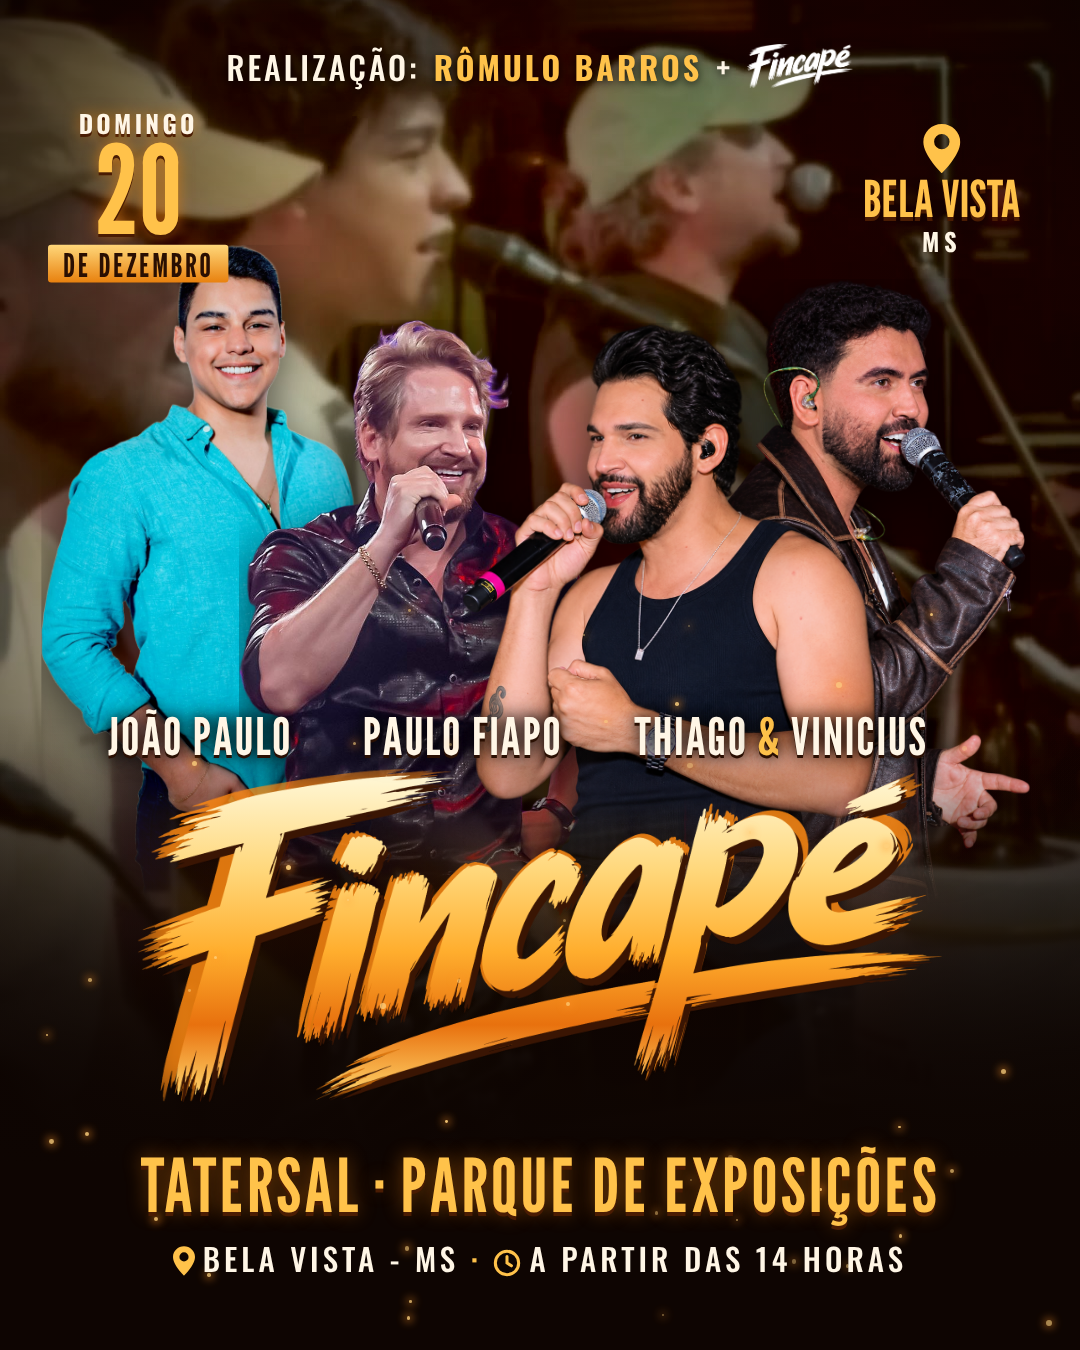 REALIZAÇÃO: RÔMULO BARROS + Fincapé
DOMINGO
20
DE DEZEMBRO
BELA VISTA
MS
JOÃO PAULO
PAULO FIAPO
THIAGO & VINICIUS
Fincapé
TATERSAL · PARQUE DE EXPOSIÇÕES
BELA VISTA - MS · A PARTIR DAS 14 HORAS